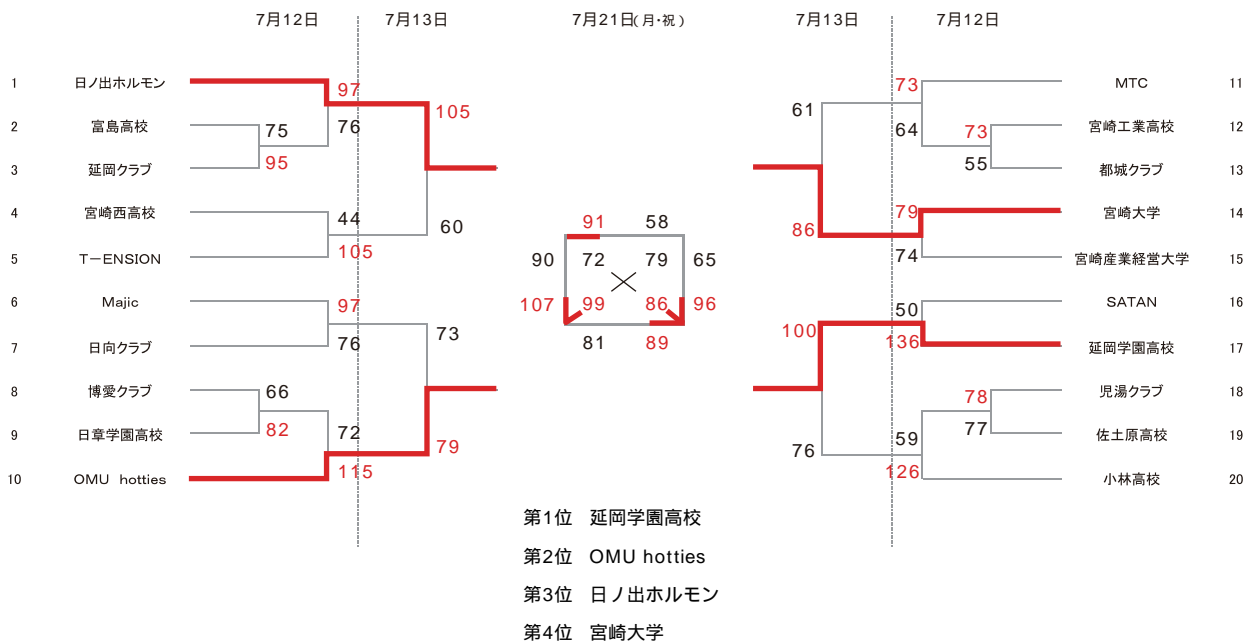 7月12日 7月13日 7月21日(月・祝) 7月13日 7月12日
1 日ノ出ホルモン 97 105 73 MTC 11
61
2 富島高校 75 76 64 73 宮崎工業高校 12
3 延岡クラブ 95 55 都城クラブ 13
4 宮崎西高校 44 60 91 58 86 79 宮崎大学 14
5 T－ENSION 105 90 72 79 65 74 宮崎産業経営大学 15
6 Majic 97 73 107 99 86 96 100 50 SATAN 16
7 日向クラブ 76 81 89 136 延岡学園高校 17
8 博愛クラブ 66 78 児湯クラブ 18
9 日章学園高校 82 72 79 76 59 77 佐土原高校 19
10 OMU hotties 115 126 小林高校 20
第1位 延岡学園高校
第2位 OMU hotties
第3位 日ノ出ホルモン
第4位 宮崎大学